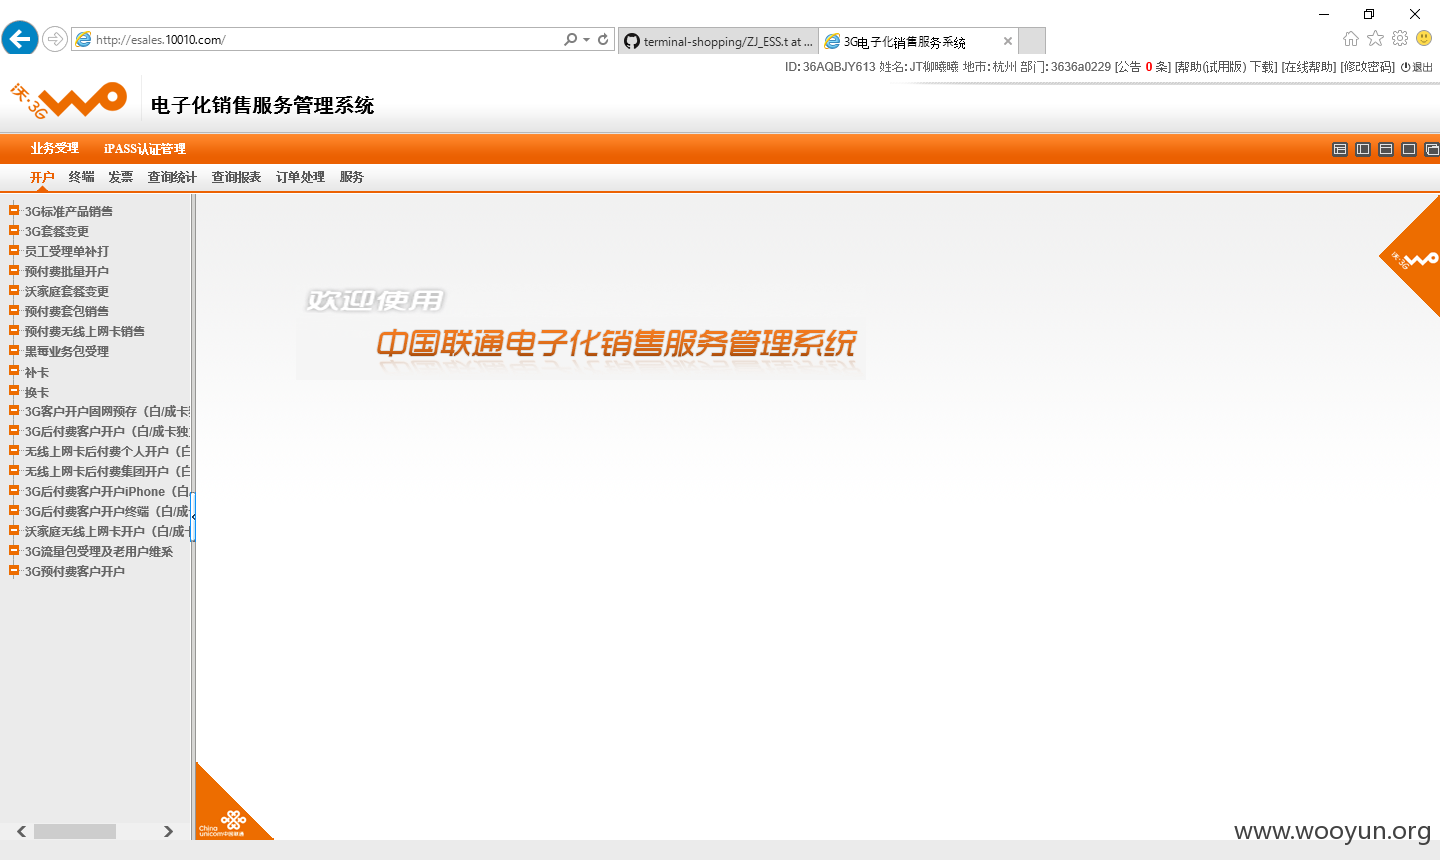 http://esales.10010.com/
terminal-shopping/ZJ_ESS.t at ...
3G电子化销售服务系统
ID: 36AQBJY613 姓名: JT柳曦曦 地市: 杭州 部门: 3636a0229 [公告 0 条] [帮助(试用版) 下载] [在线帮助] [修改密码] 退出
沃·3G
电子化销售服务管理系统
业务受理 iPASS认证管理
开户 终端 发票 查询统计 查询报表 订单处理 服务
3G标准产品销售
3G套餐变更
员工受理单补打
预付费批量开户
沃家庭套餐变更
预付费套包销售
预付费无线上网卡销售
黑莓业务包受理
补卡
换卡
3G客户开户固网预存（白/成卡
3G后付费客户开户（白/成卡独
无线上网卡后付费个人开户（白
无线上网卡后付费集团开户（白
3G后付费客户开户iPhone（白
3G后付费客户开户终端（白/成
沃家庭无线上网卡开户（白/成卡
3G流量包受理及老用户维系
3G预付费客户开户
欢迎使用
中国联通电子化销售服务管理系统
沃·3G
China
unicom中国联通
www.wooyun.org